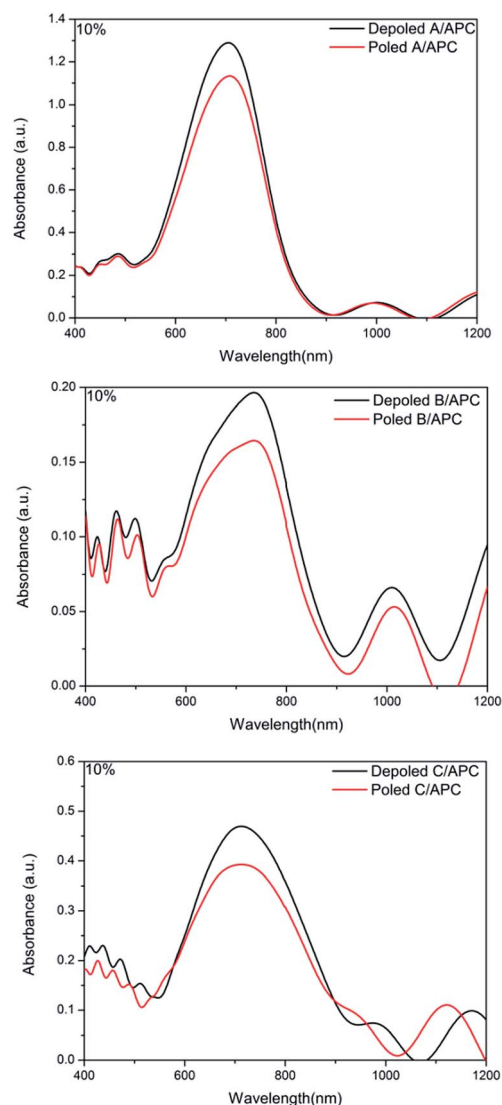 10%
Depoled A/APC
Poled A/APC
Absorbance (a.u.)
1.4
1.2
1.0
0.8
0.6
0.4
0.2
0.0
400 600 800 1000 1200
Wavelength(nm)
10%
Depoled B/APC
Poled B/APC
Absorbance (a.u.)
0.20
0.15
0.10
0.05
0.00
400 600 800 1000 1200
Wavelength(nm)
10%
Depoled C/APC
Poled C/APC
Absorbance (a.u.)
0.6
0.5
0.4
0.3
0.2
0.1
0.0
400 600 800 1000 1200
Wavelength(nm)